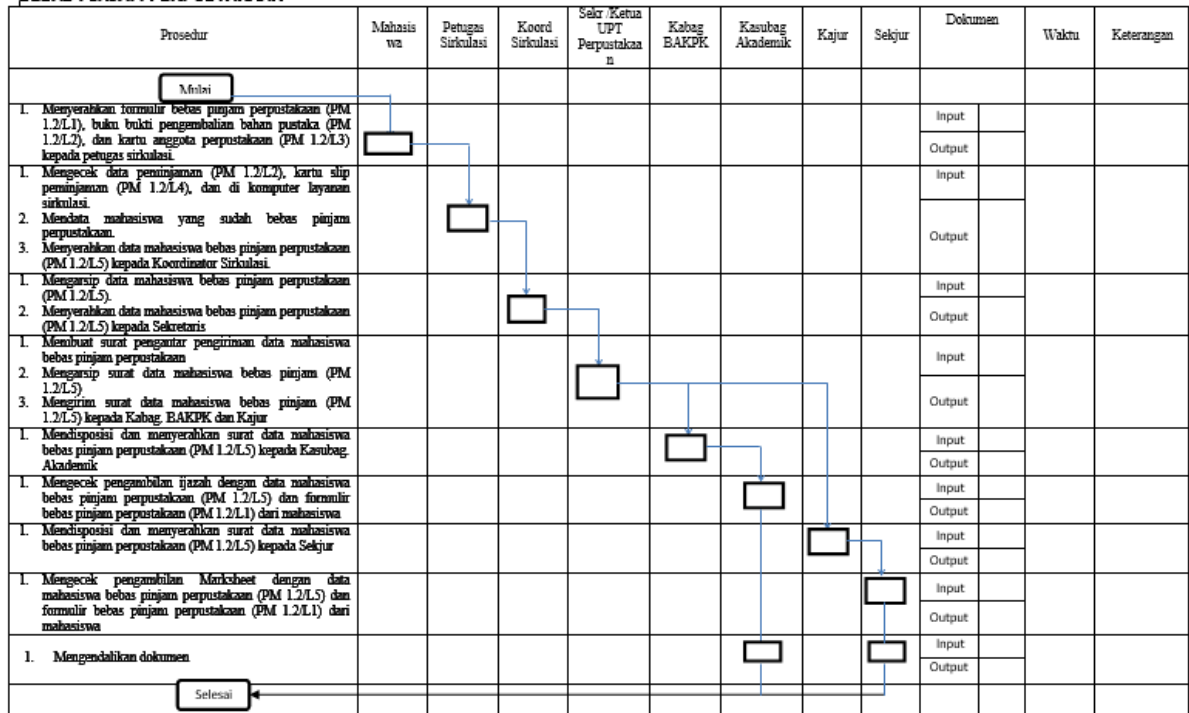 Prosedur
Mahasis
wa
Petugas
Sirkulasi
Koord
Sirkulasi
Sekr /Ketua
UPT
Perpustakaa
n
Kabag
BAKPK
Kasubag
Akademik
Kajur
Sekjur
Dokumen
Waktu
Keterangan
Mulai
1. Menyerahkan formulir bebas pinjam perpustakaan (PM
1.2/L1), buku bukti pengembalian bahan pustaka (PM
1.2/L2), dan kartu anggota perpustakaan (PM 1.2/L3)
kepada petugas sirkulasi.
Input
Output
1. Mengecek data peminjaman (PM 1.2/L2), kartu slip
peminjaman (PM 1.2/L4), dan di komputer layanan
sirkulasi.
2. Mendata mahasiswa yang sudah bebas pinjam
perpustakaan.
3. Menyerahkan data mahasiswa bebas pinjam perpustakaan
(PM 1.2/L5) kepada Koordinator Sirkulasi.
Input
Output
1. Mengarsip data mahasiswa bebas pinjam perpustakaan
(PM 1.2/L5).
2. Menyerahkan data mahasiswa bebas pinjam perpustakaan
(PM 1.2/L5) kepada Sekretaris
Input
Output
1. Membuat surat pengantar pengiriman data mahasiswa
bebas pinjam perpustakaan
2. Mengarsip surat data mahasiswa bebas pinjam (PM
1.2/L5)
3. Mengirim surat data mahasiswa bebas pinjam (PM
1.2/L5) kepada Kabag. BAKPK dan Kajur
Input
Output
1. Mendisposisi dan menyerahkan surat data mahasiswa
bebas pinjam perpustakaan (PM 1.2/L5) kepada Kasubag.
Akademik
Input
Output
1. Mengecek pengambilan ijazah dengan data mahasiswa
bebas pinjam perpustakaan (PM 1.2/L5) dan formulir
bebas pinjam perpustakaan (PM 1.2/L1) dari mahasiswa
Input
Output
1. Mendisposisi dan menyerahkan surat data mahasiswa
bebas pinjam perpustakaan (PM 1.2/L5) kepada Sekjur
Input
Output
1. Mengecek pengambilan Marksheet dengan data
mahasiswa bebas pinjam perpustakaan (PM 1.2/L5) dan
formulir bebas pinjam perpustakaan (PM 1.2/L1) dari
mahasiswa
Input
Output
1. Mengendalikan dokumen
Input
Output
Selesai